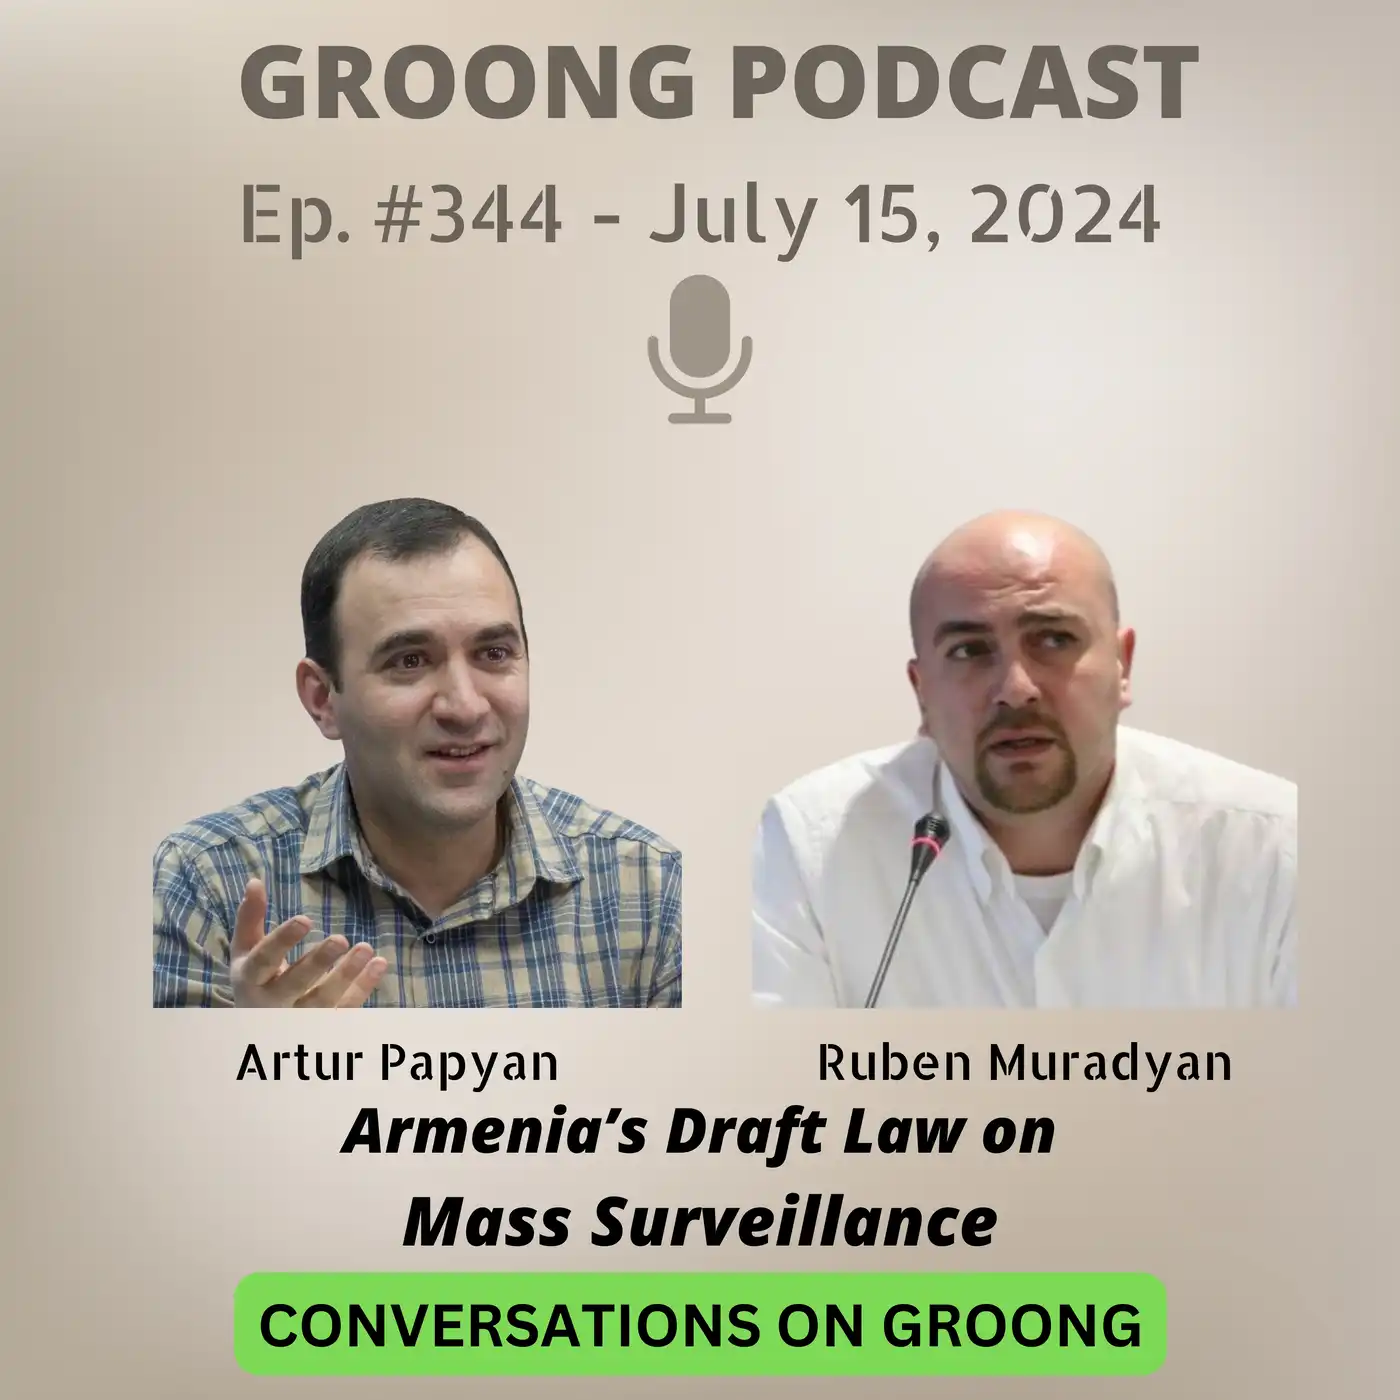 GROONG PODCAST
Ep. #344 - July 15, 2024
Artur Papyan
Ruben Muradyan
Armenia’s Draft Law on
Mass Surveillance
CONVERSATIONS ON GROONG